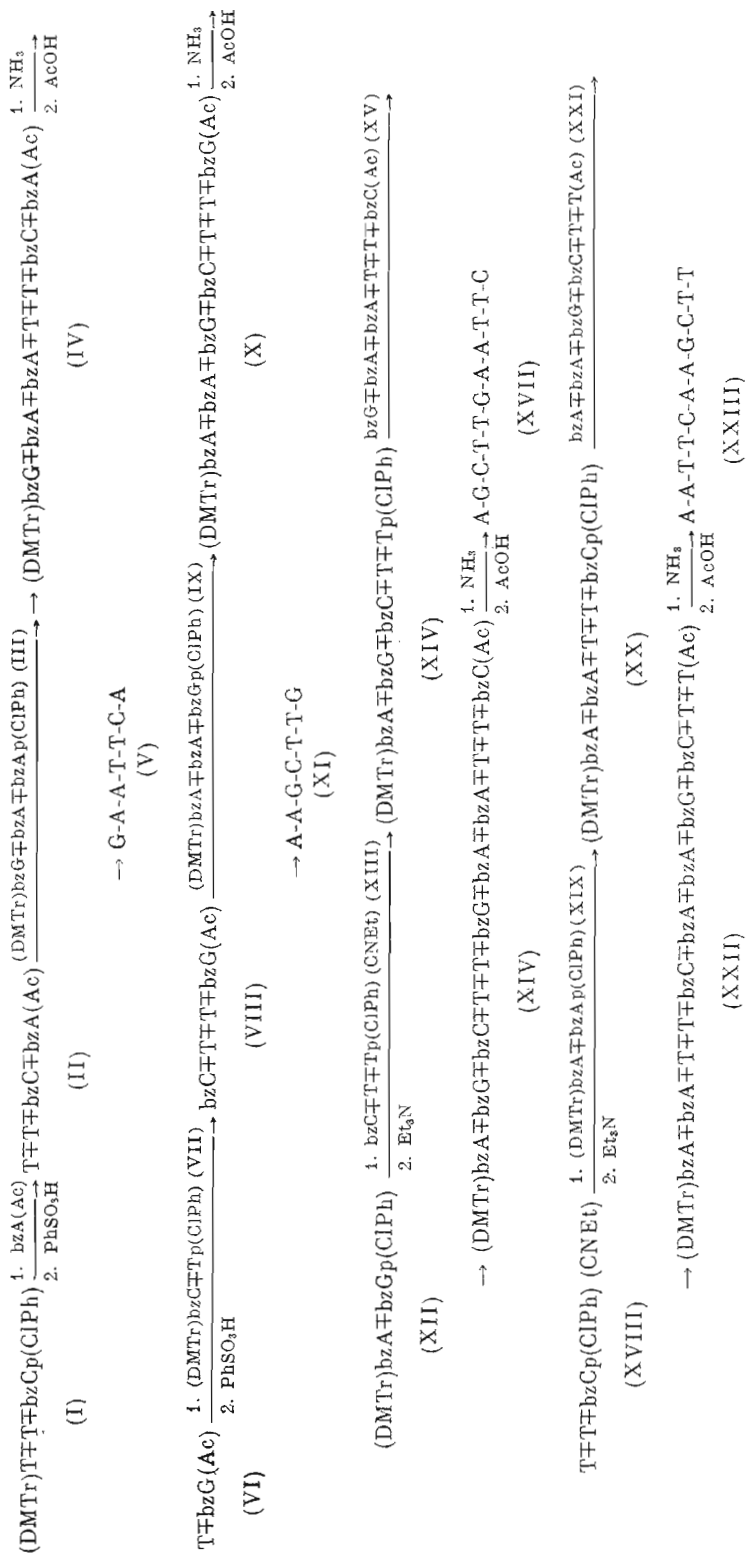 (DMTr)T∓T∓bzCp(ClPh) 1. bzA(Ac) → T∓T∓bzC∓bzA(Ac) (DMTr)bzG∓bzA∓bzAp(ClPh) (III) → (DMTr)bzG∓bzA∓bzA∓T∓T∓bzC∓bzA(Ac) 1. NH₃ →
2. PhSO₃H 2. AcOH
(I) (II) (IV)
→ G-A-A-T-T-C-A
(V)
T∓bzG(Ac) 1. (DMTr)bzC∓Tp(ClPh) (VII) → bzC∓T∓T∓bzG(Ac) (DMTr)bzA∓bzA∓bzGp(ClPh) (IX) → (DMTr)bzA∓bzA∓bzG∓bzC∓T∓T∓bzG(Ac) 1. NH₃ →
2. PhSO₃H 2. AcOH
(VI) (VIII) (X)
→ A-A-G-C-T-T-G
(XI)
(DMTr)bzA∓bzGp(ClPh) 1. bzC∓T∓Tp(ClPh) (CNEt) (XIII) → (DMTr)bzA∓bzG∓bzC∓T∓Tp(ClPh) bzG∓bzA∓bzA∓T∓T∓bzC(Ac) (XV) →
2. Et₃N
(XII) (XIV)
→ (DMTr)bzA∓bzG∓bzC∓T∓T∓bzG∓bzA∓bzA∓T∓T∓bzC(Ac) 1. NH₃ → A-G-C-T-T-G-A-A-T-T-C
2. AcOH
(XIV) (XVII)
T∓T∓bzCp(ClPh) (CNEt) 1. (DMTr)bzA∓bzAp(ClPh) (XIX) → (DMTr)bzA∓bzA∓T∓T∓bzCp(ClPh) bzA∓bzA∓bzG∓bzC∓T∓T(Ac) (XXI) →
2. Et₃N
(XVIII) (XX)
→ (DMTr)bzA∓bzA∓T∓T∓bzC∓bzA∓bzA∓bzG∓bzC∓T∓T(Ac) 1. NH₃ → A-A-T-T-C-A-A-G-C-T-T
2. AcOH
(XXII) (XXIII)